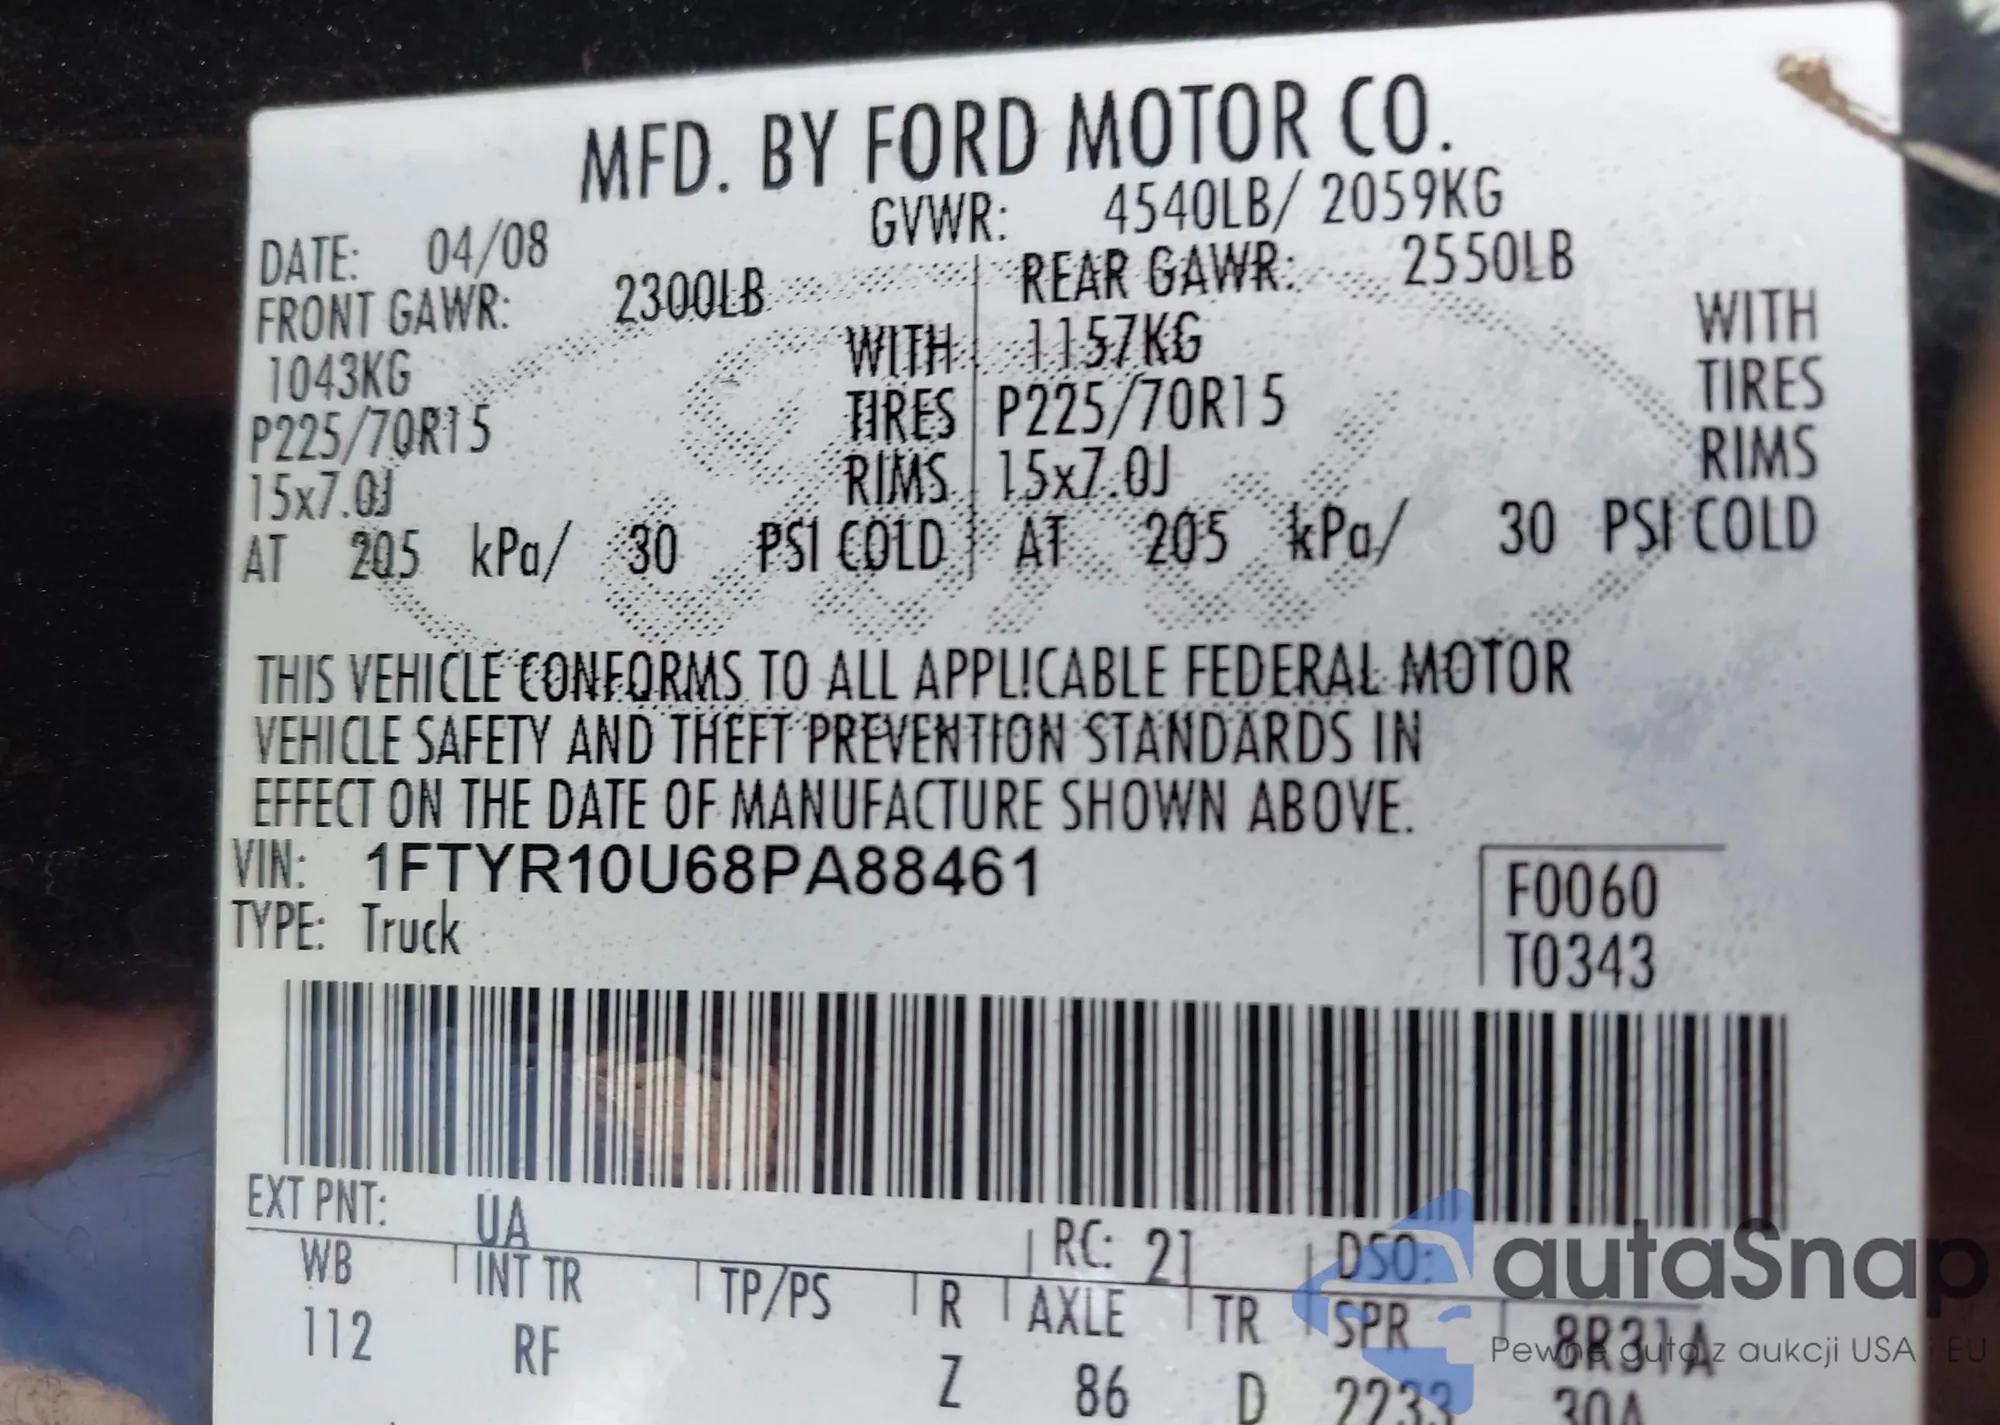 MFD. BY FORD MOTOR CO.
DATE: 04/08 GVWR: 4540LB/ 2059KG
FRONT GAWR: 2300LB REAR GAWR: 2550LB
1043KG WITH 1157KG WITH
P225/70R15 TIRES P225/70R15 TIRES
15x7.0J RIMS 15x7.0J RIMS
AT 205 kPa/ 30 PSI COLD AT 205 kPa/ 30 PSI COLD
THIS VEHICLE CONFORMS TO ALL APPLICABLE FEDERAL MOTOR
VEHICLE SAFETY AND THEFT PREVENTION STANDARDS IN
EFFECT ON THE DATE OF MANUFACTURE SHOWN ABOVE.
VIN: 1FTYR10U68PA88461
TYPE: Truck
F0060
T0343
EXT PNT: UA RC: 21 DSO:
WB INT TR TP/PS R AXLE TR SPR 8R31A
112 RF Z 86 D 2233 30A
autaSnap
Pewne auta z aukcji USA i EU